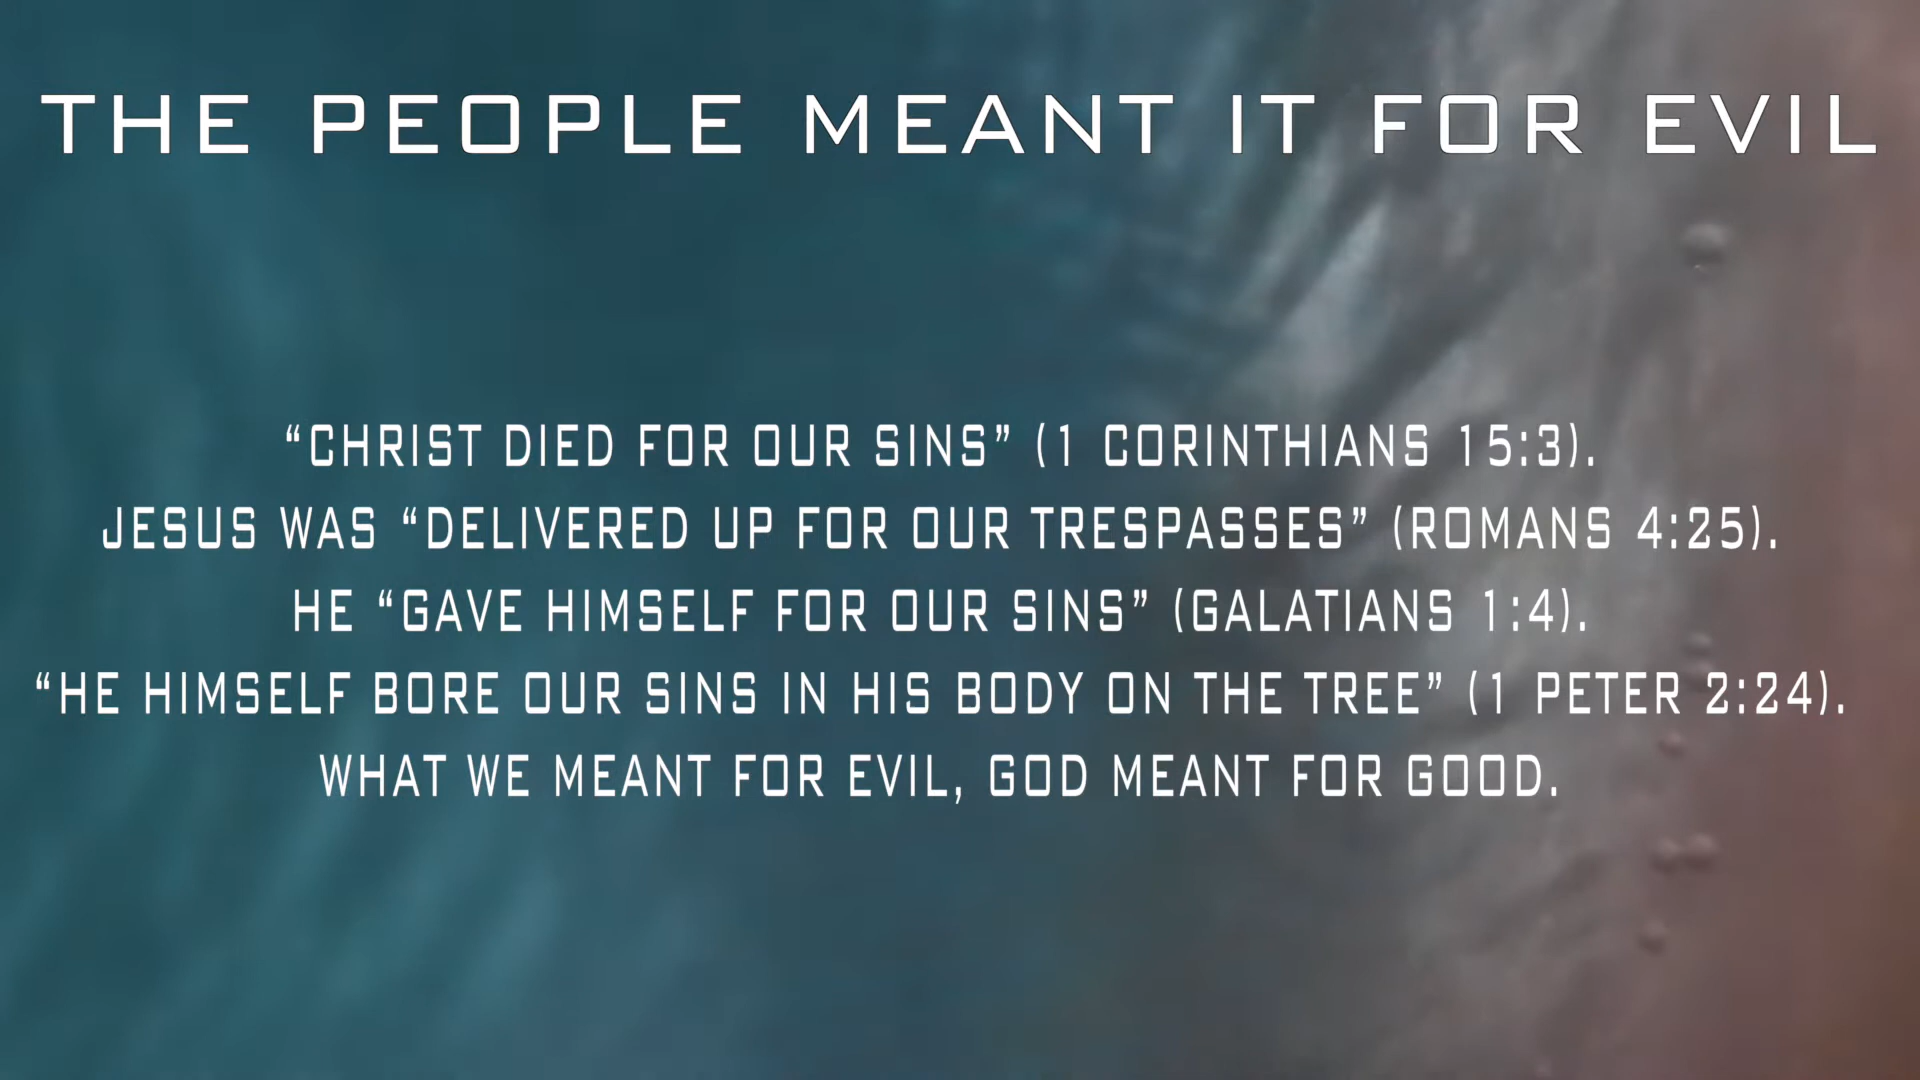 THE PEOPLE MEANT IT FOR EVIL
“CHRIST DIED FOR OUR SINS” (1 CORINTHIANS 15:3).
JESUS WAS “DELIVERED UP FOR OUR TRESPASSES” (ROMANS 4:25).
HE “GAVE HIMSELF FOR OUR SINS” (GALATIANS 1:4).
“HE HIMSELF BORE OUR SINS IN HIS BODY ON THE TREE” (1 PETER 2:24).
WHAT WE MEANT FOR EVIL, GOD MEANT FOR GOOD.